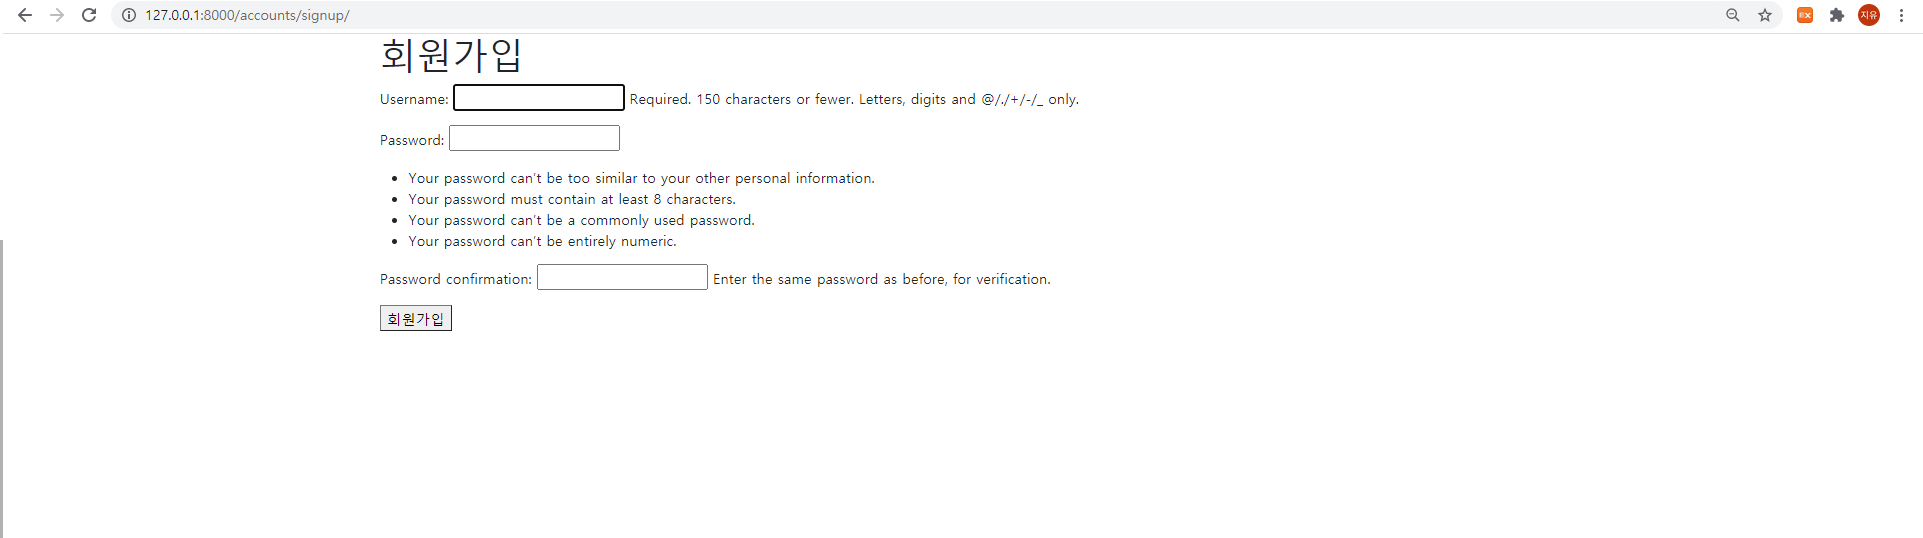 127.0.0.1:8000/accounts/signup/
EX
지유
회원가입
Username: Required. 150 characters or fewer. Letters, digits and @/./+/-/_ only.
Password:
Your password can't be too similar to your other personal information.
Your password must contain at least 8 characters.
Your password can't be a commonly used password.
Your password can't be entirely numeric.
Password confirmation: Enter the same password as before, for verification.
회원가입